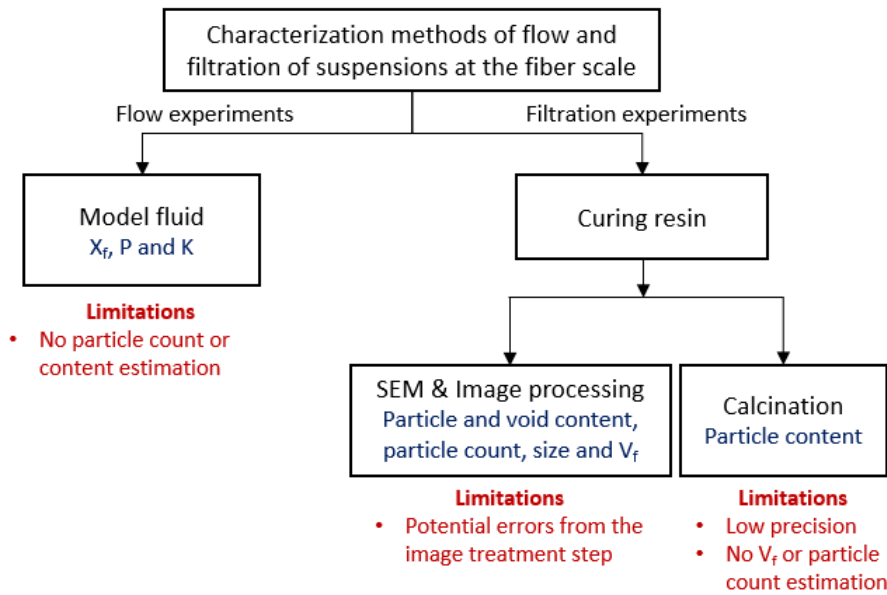 Characterization methods of flow and
filtration of suspensions at the fiber scale
Flow experiments
Filtration experiments
Model fluid
Xf, P and K
Curing resin
Limitations
• No particle count or
content estimation
SEM & Image processing
Particle and void content,
particle count, size and Vf
Calcination
Particle content
Limitations
• Potential errors from the
image treatment step
Limitations
• Low precision
• No Vf or particle
count estimation